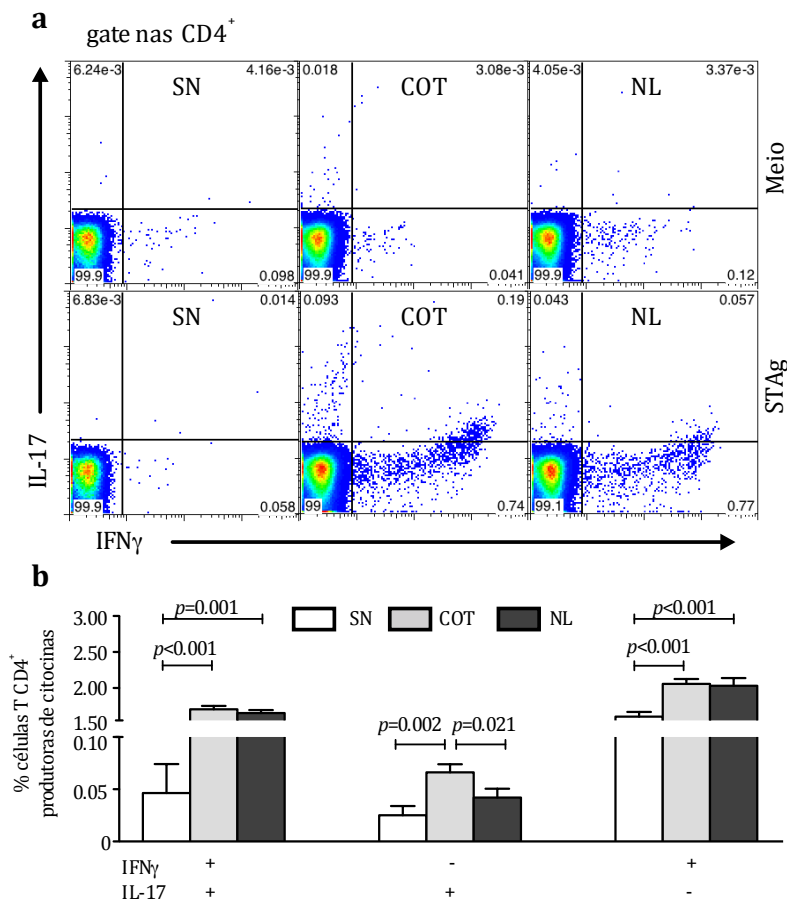 a
gate nas CD4+
6.24e-3 4.16e-3 0.018 3.08e-3 4.05e-3 3.37e-3
SN COT NL
Meio
99.9 0.098 99.9 0.041 99.9 0.12
6.83e-3 0.014 0.093 0.19 0.043 0.057
SN COT NL
STAg
IL-17
99.9 0.058 99 0.74 99.1 0.77
IFNγ
b
% células T CD4+
produtoras de citocinas
3.00
2.50
2.00
1.50
0.10
0.05
0
SN COT NL
p=0.001
p<0.001
p=0.002
p=0.021
p<0.001
p<0.001
IFNγ + - +
IL-17 + + -